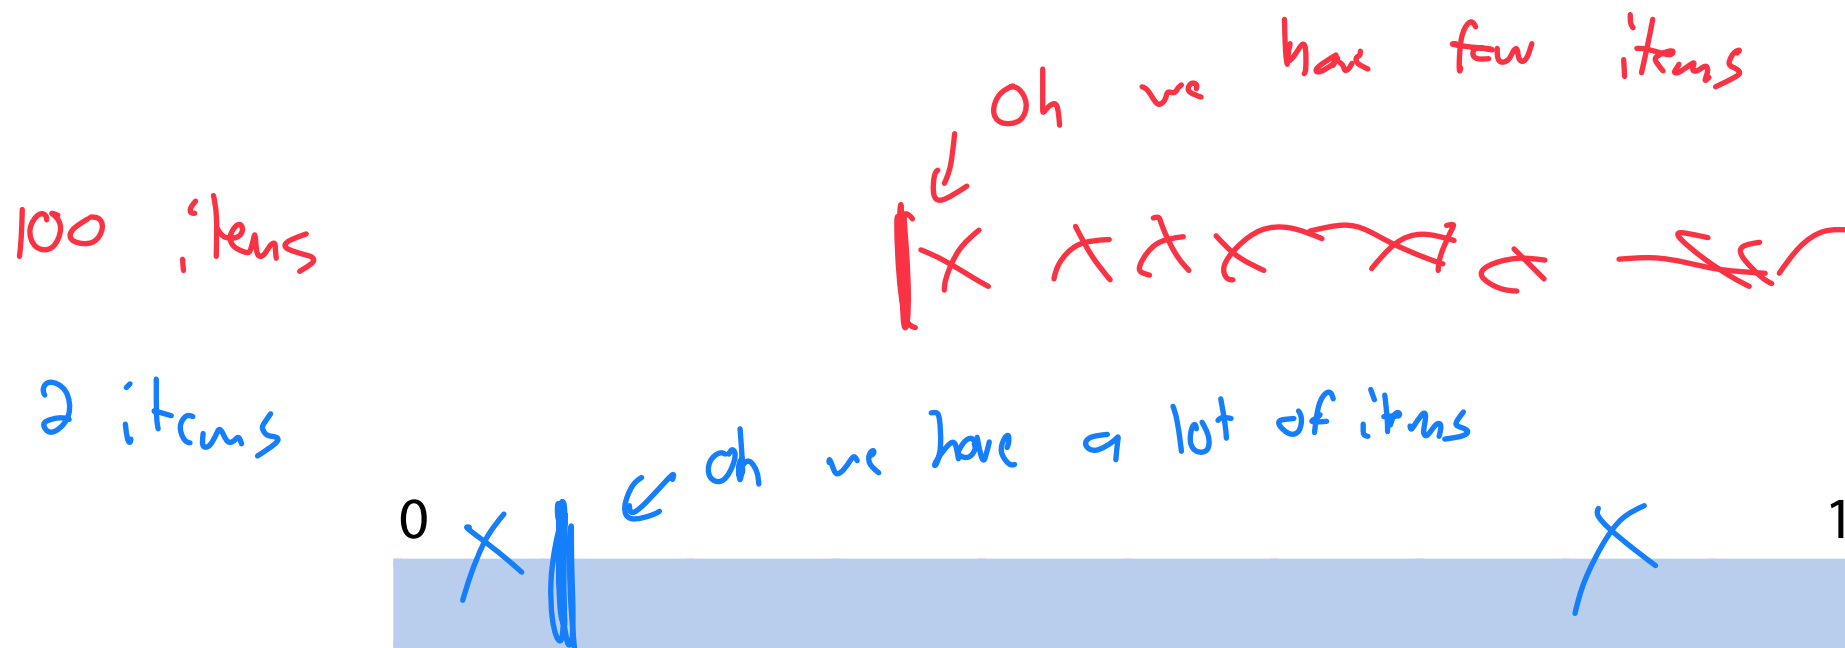 Oh we have few items
100 items
2 items
oh we have a lot of items
0 1